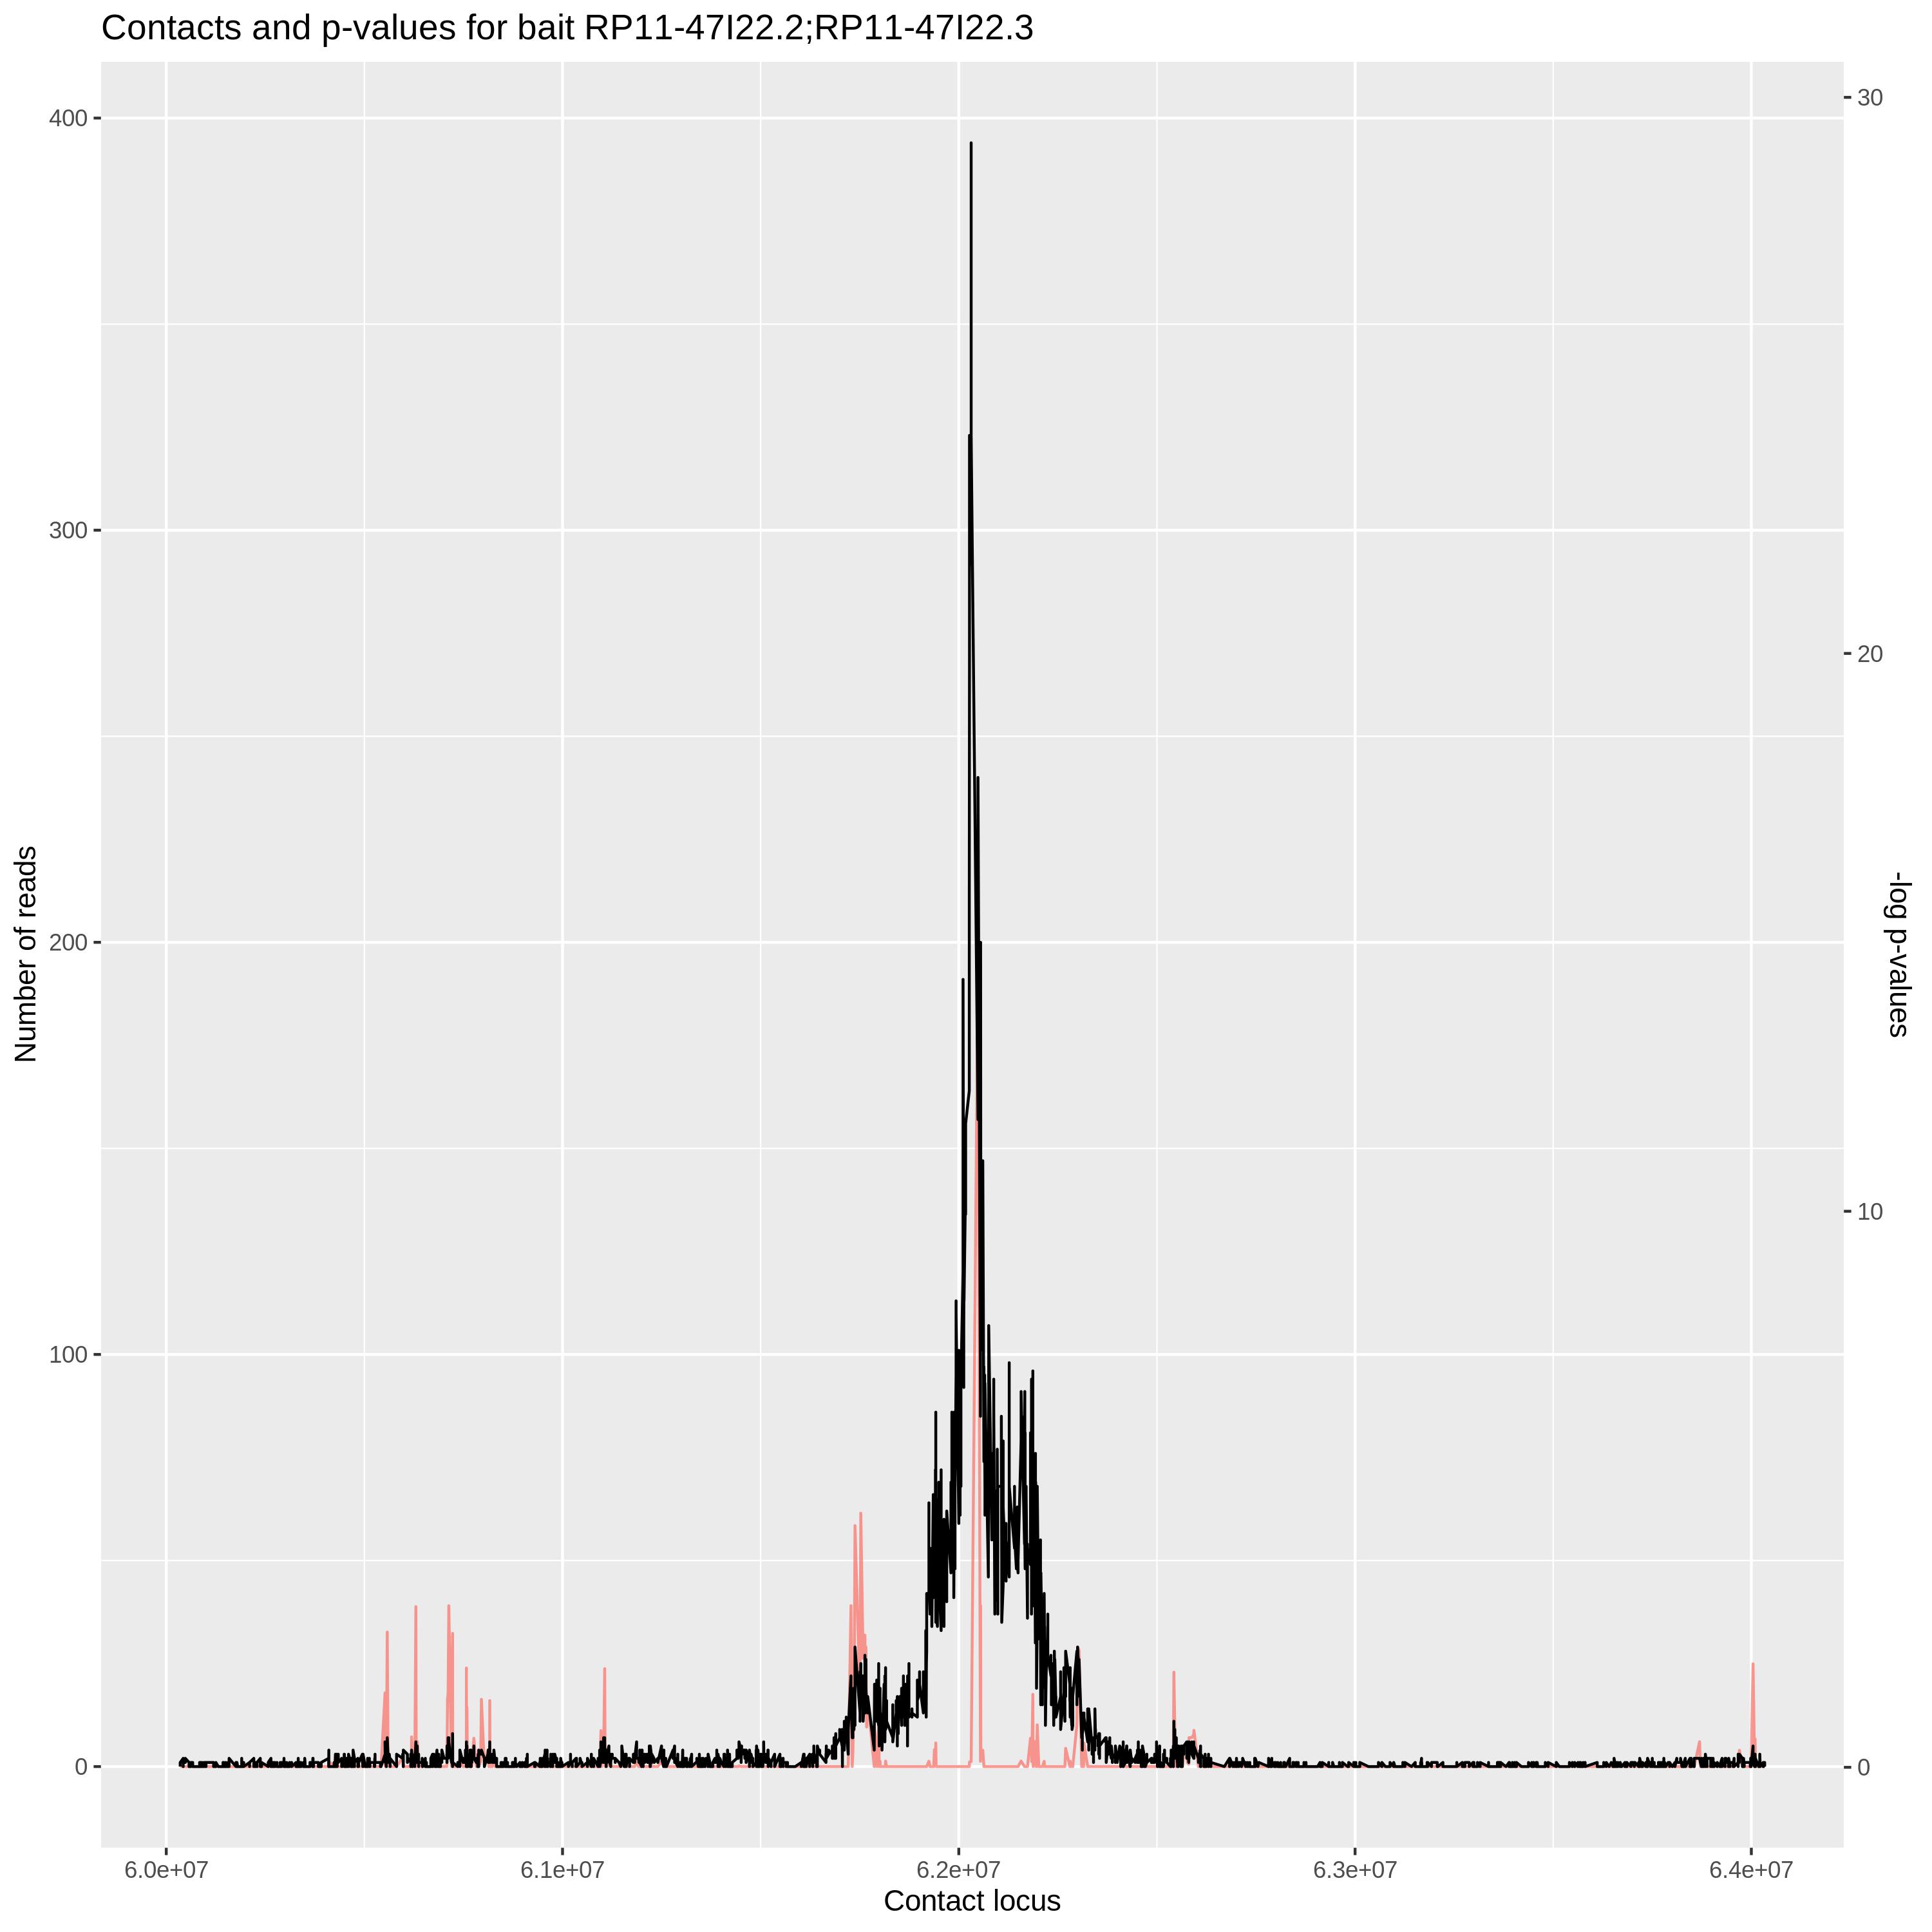 Contacts and p-values for bait RP11-47I22.2;RP11-47I22.3
400
300
200
100
0
Number of reads
30
20
10
0
-log p-values
6.0e+07 6.1e+07 6.2e+07 6.3e+07 6.4e+07
Contact locus